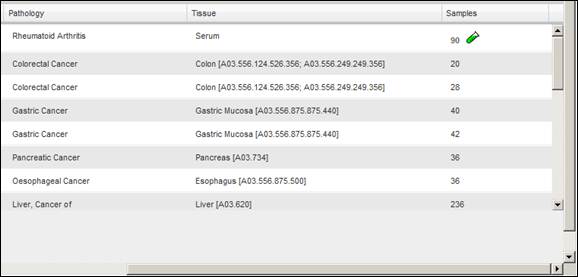 Pathology Tissue Samples
Rheumatoid Arthritis Serum 90
Colorectal Cancer Colon [A03.556.124.526.356; A03.556.249.249.356] 20
Colorectal Cancer Colon [A03.556.124.526.356; A03.556.249.249.356] 28
Gastric Cancer Gastric Mucosa [A03.556.875.875.440] 40
Gastric Cancer Gastric Mucosa [A03.556.875.875.440] 42
Pancreatic Cancer Pancreas [A03.734] 36
Oesophageal Cancer Esophagus [A03.556.875.500] 36
Liver, Cancer of Liver [A03.620] 236